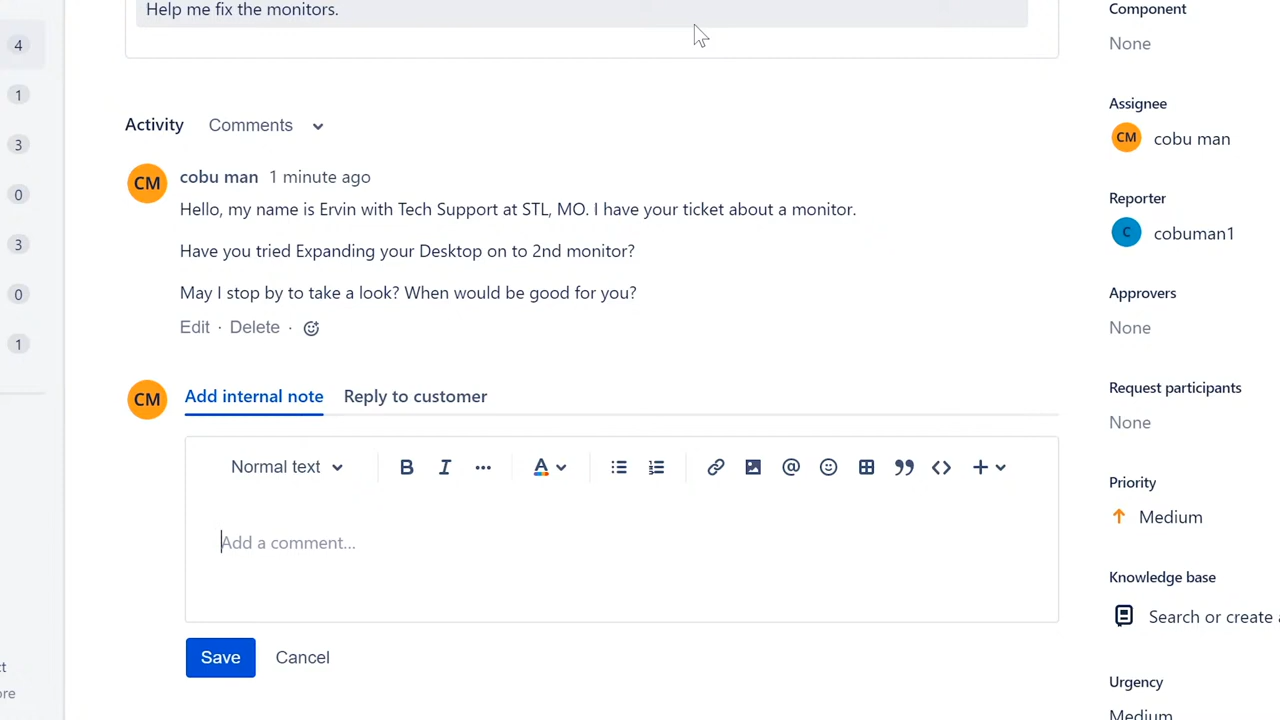 Help me fix the monitors.
4
1
3
0
3
0
1
Activity Comments
CM
cobu man 1 minute ago
Hello, my name is Ervin with Tech Support at STL, MO. I have your ticket about a monitor.
Have you tried Expanding your Desktop on to 2nd monitor?
May I stop by to take a look? When would be good for you?
Edit · Delete ·
CM
Add internal note Reply to customer
Normal text B I ... A @
Add a comment...
Save Cancel
Component
None
Assignee
CM cobu man
Reporter
C cobuman1
Approvers
None
Request participants
None
Priority
Medium
Knowledge base
Search or create a
Urgency
Medium
ct
ore